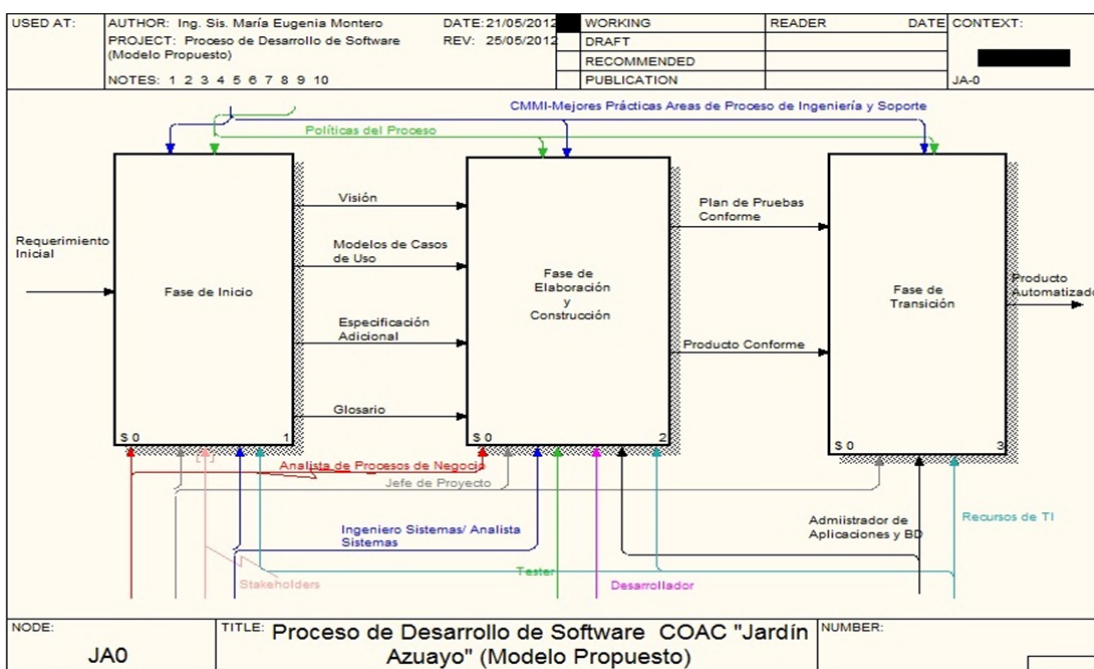 USED AT:
AUTHOR: Ing. Sis. María Eugenia Montero
DATE: 21/05/2012
PROJECT: Proceso de Desarrollo de Software
(Modelo Propuesto)
REV: 25/05/2012
NOTES: 1 2 3 4 5 6 7 8 9 10
WORKING
DRAFT
RECOMMENDED
PUBLICATION
READER
DATE
CONTEXT:
JA-0
CMMI-Mejores Prácticas Areas de Proceso de Ingeniería y Soporte
Políticas del Proceso
Requerimiento
Inicial
Fase de Inicio
$ 0
1
Visión
Modelos de Casos
de Uso
Especificación
Adicional
Glosario
Fase de
Elaboración
y
Construcción
$ 0
2
Plan de Pruebas
Conforme
Producto Conforme
Fase de
Transición
$ 0
3
Producto
Automatizado
Analista de Procesos de Negocio
Jefe de Proyecto
Ingeniero Sistemas/ Analista
Sistemas
Stakeholders
Tester
Desarrollador
Admiistrador de
Aplicaciones y BD
Recursos de TI
NODE:
JA0
TITLE: Proceso de Desarrollo de Software COAC "Jardín
Azuayo" (Modelo Propuesto)
NUMBER: